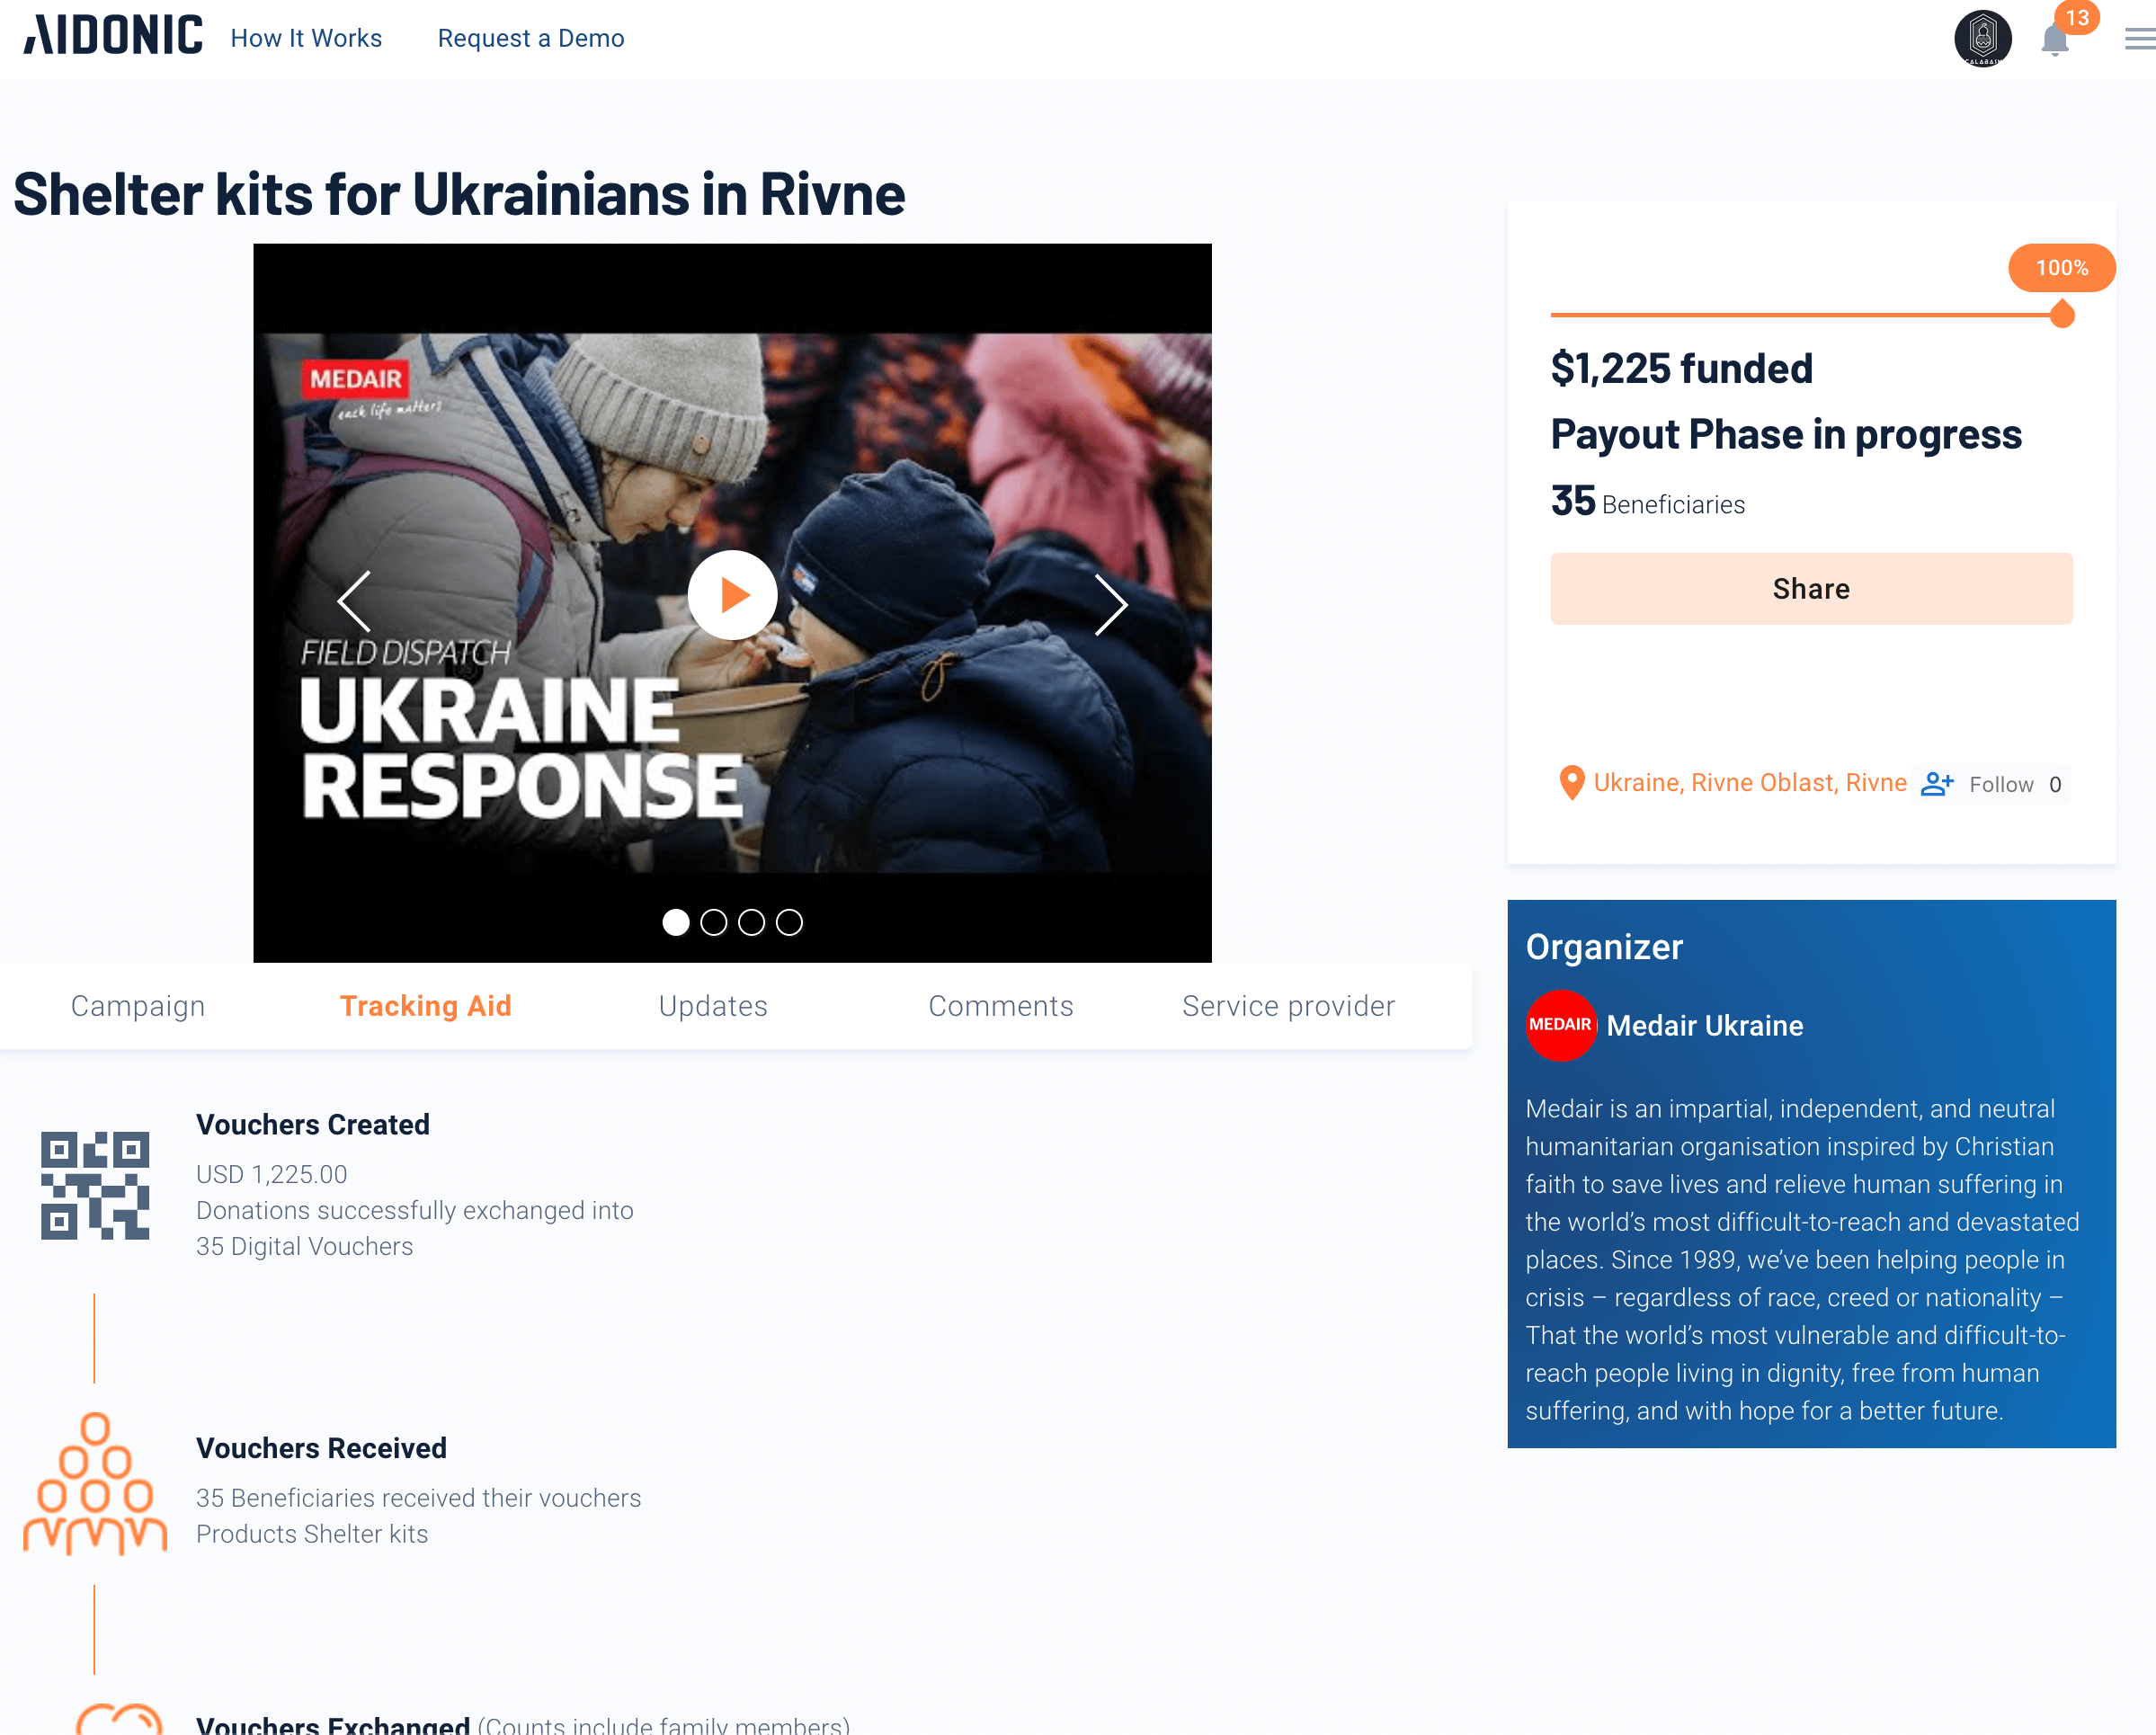 AIDONIC
How It Works
Request a Demo
CALABASH
13
Shelter kits for Ukrainians in Rivne
MEDAIR
each life matters
FIELD DISPATCH
UKRAINE
RESPONSE
100%
$1,225 funded
Payout Phase in progress
35 Beneficiaries
Share
Ukraine, Rivne Oblast, Rivne
Follow 0
Campaign
Tracking Aid
Updates
Comments
Service provider
Vouchers Created
USD 1,225.00
Donations successfully exchanged into
35 Digital Vouchers
Vouchers Received
35 Beneficiaries received their vouchers
Products Shelter kits
Vouchers Exchanged (Counts include family members)
Organizer
MEDAIR
Medair Ukraine
Medair is an impartial, independent, and neutral
humanitarian organisation inspired by Christian
faith to save lives and relieve human suffering in
the world’s most difficult-to-reach and devastated
places. Since 1989, we’ve been helping people in
crisis – regardless of race, creed or nationality –
That the world’s most vulnerable and difficult-to-
reach people living in dignity, free from human
suffering, and with hope for a better future.